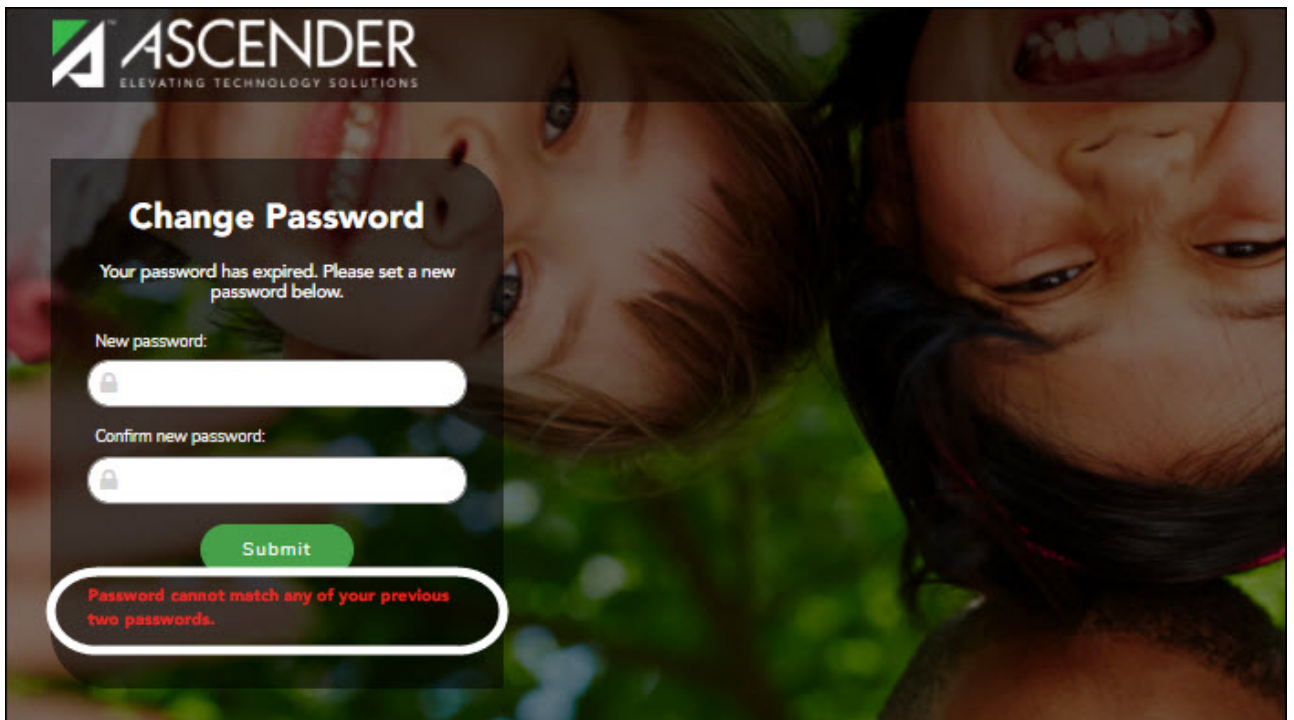 ASCENDER
ELEVATING TECHNOLOGY SOLUTIONS
Change Password
Your password has expired. Please set a new
password below.
New password:
Confirm new password:
Submit
Password cannot match any of your previous
two passwords.